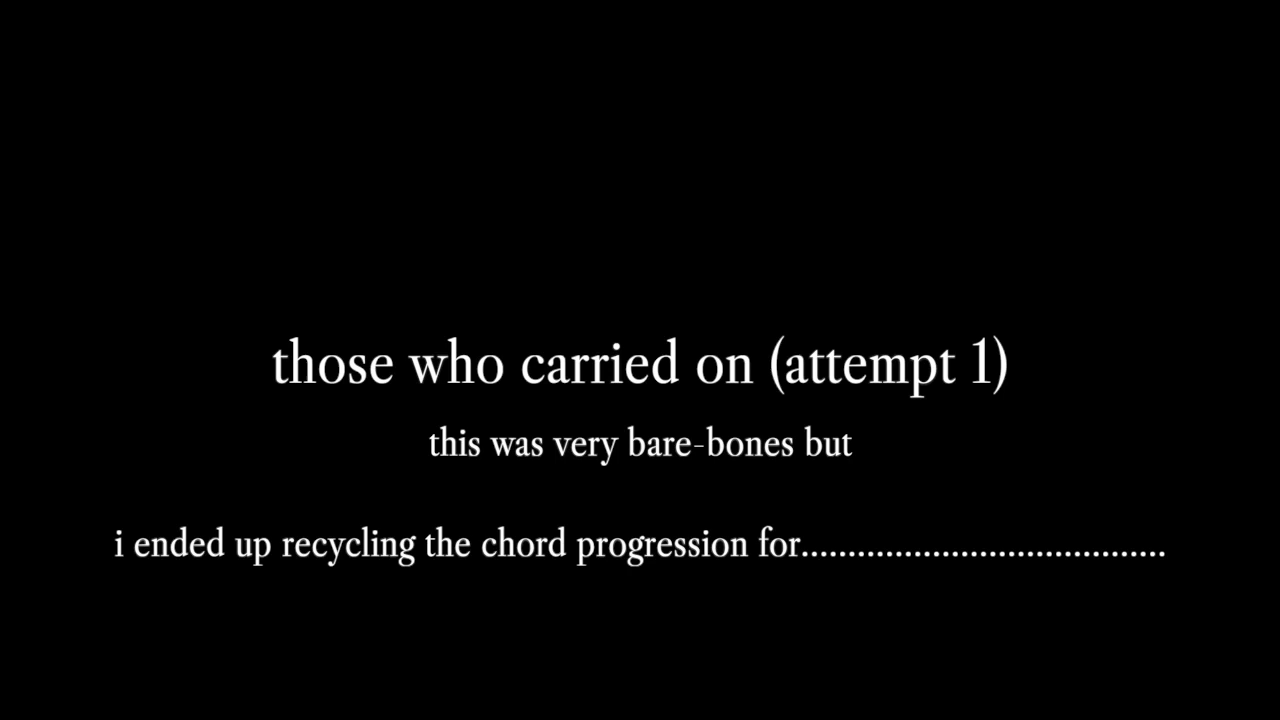 those who carried on (attempt 1)
this was very bare-bones but
i ended up recycling the chord progression for.......................................